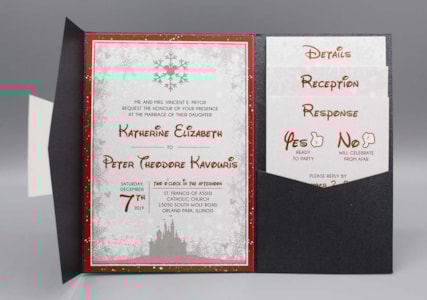 MR AND MRS. VINCENT E. PRYOR
REQUEST THE HONOUR OF YOUR PRESENCE
AT THE MARRIAGE OF THEIR DAUGHTER
KATHERINE ELIZABETH
TO
PETER THEODORE KAVOURIS
SATURDAY
DECEMBER
7TH
2019
TWO O'CLOCK IN THE AFTERNOON
ST. FRANCIS OF ASSISI
CATHOLIC CHURCH
15050 SOUTH WOLF ROAD
ORLAND PARK, ILLINOIS
DETAILS
RECEPTION
RESPONSE
YES
READY
TO PARTY
NO
WILL CELEBRATE
FROM AFAR
PLEASE REPLY BY